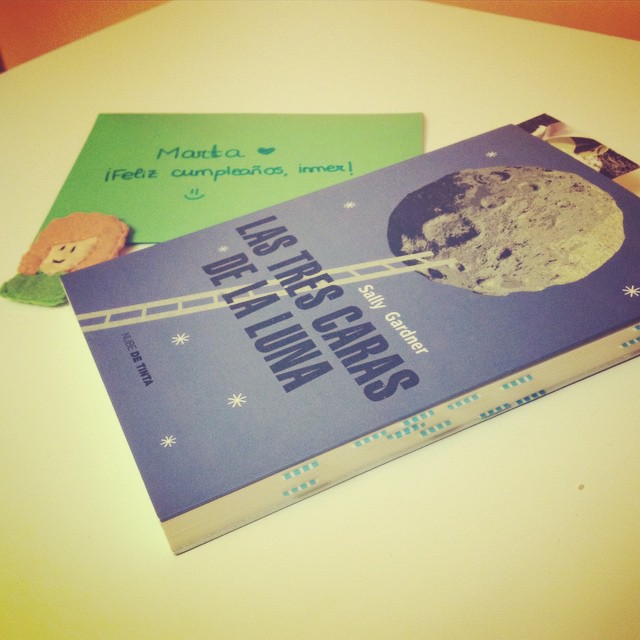 Marta ♥
¡Feliz cumpleaños, inmer!
:)
LAS TRES CARAS
DE LA LUNA
Sally Gardner
NUBE DE TINTA